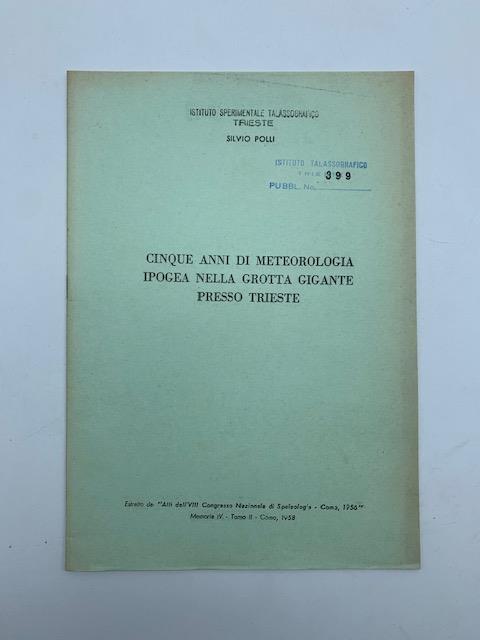 ISTITUTO SPERIMENTALE TALASSOGRAFICO
TRIESTE
SILVIO POLLI
ISTITUTO TALASSOGRAFICO
399
PUBBL. No.
CINQUE ANNI DI METEOROLOGIA
IPOGEA NELLA GROTTA GIGANTE
PRESSO TRIESTE
Estratto da "Atti dell'VIII Congresso Nazionale di Speleologia - Como, 1956"
Memoria IV. - Tomo II - Como, 1958